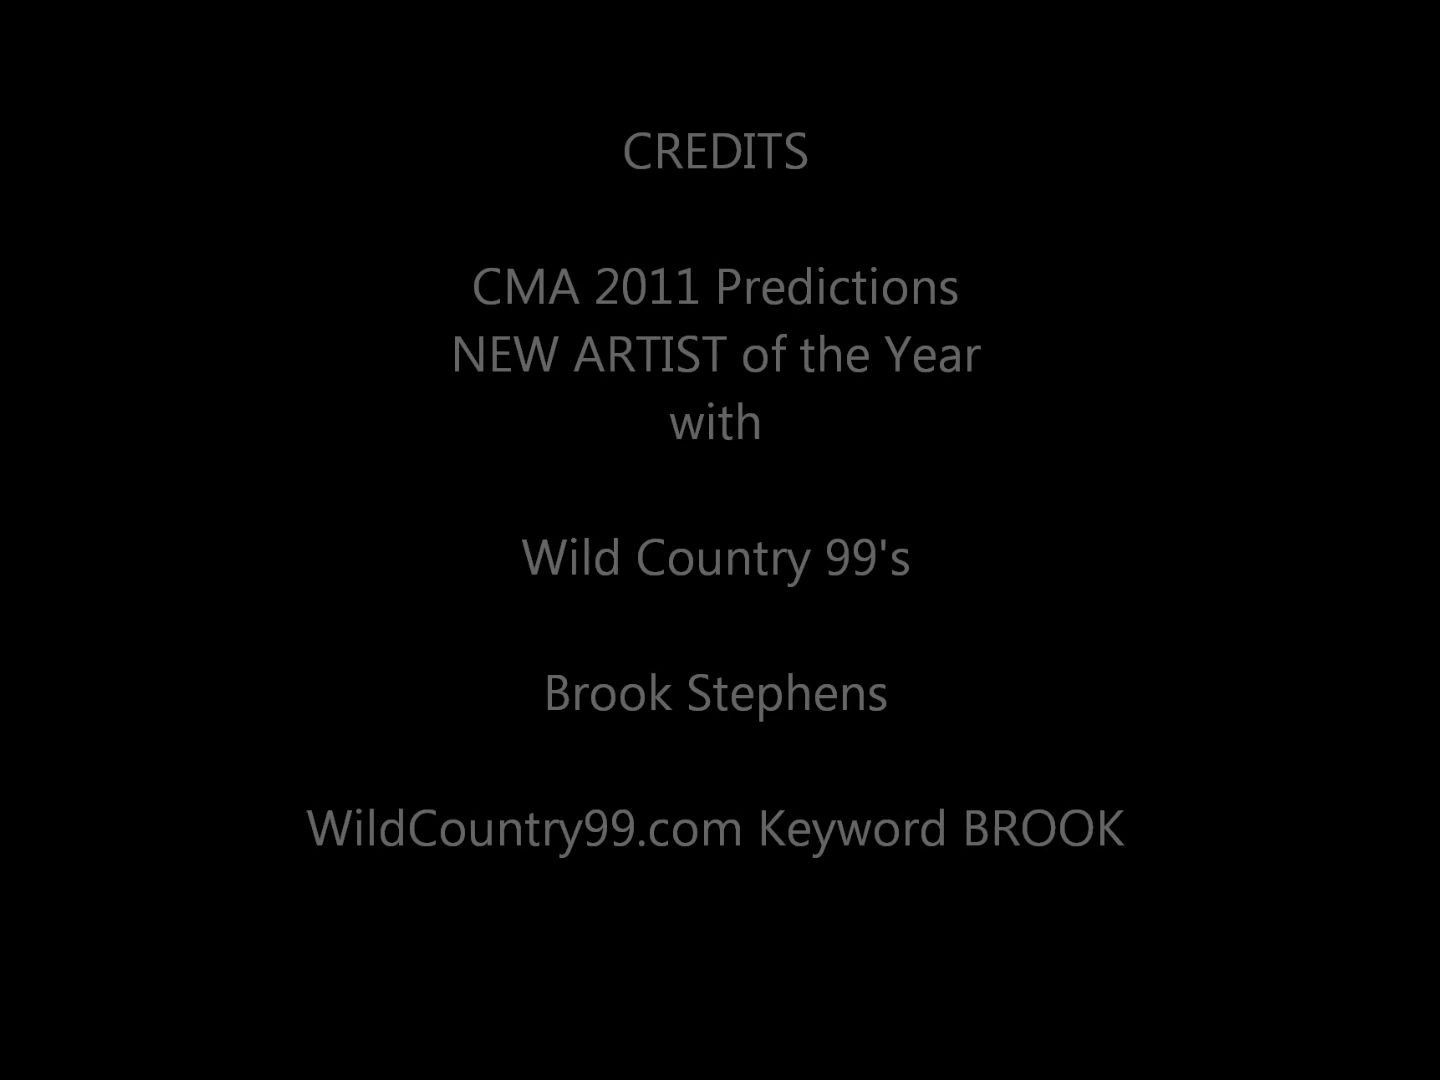 CREDITS
CMA 2011 Predictions
NEW ARTIST of the Year
with
Wild Country 99's
Brook Stephens
WildCountry99.com Keyword BROOK